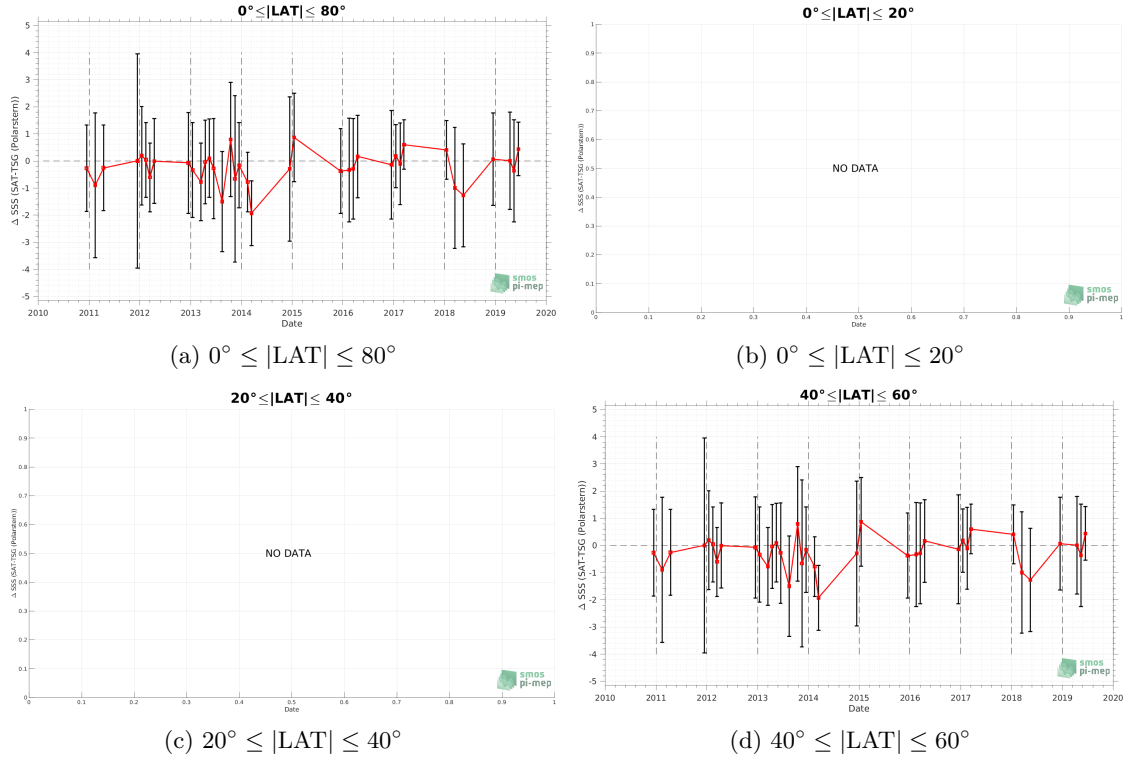 0°≤|LAT|≤ 80°
5
4
3
2
1
0
-1
-2
-3
-4
-5
Δ SSS (SAT-TSG (Polarstern))
2010 2011 2012 2013 2014 2015 2016 2017 2018 2019 2020
Date
smos
pi-mep
(a) 0° ≤ |LAT| ≤ 80°
0°≤|LAT|≤ 20°
1
0.9
0.8
0.7
0.6
0.5
0.4
0.3
0.2
0.1
0
Δ SSS (SAT-TSG (Polarstern))
NO DATA
0 0.1 0.2 0.3 0.4 0.5 0.6 0.7 0.8 0.9 1
Date
smos
pi-mep
(b) 0° ≤ |LAT| ≤ 20°
20°≤|LAT|≤ 40°
1
0.9
0.8
0.7
0.6
0.5
0.4
0.3
0.2
0.1
0
Δ SSS (SAT-TSG (Polarstern))
NO DATA
0 0.1 0.2 0.3 0.4 0.5 0.6 0.7 0.8 0.9 1
Date
smos
pi-mep
(c) 20° ≤ |LAT| ≤ 40°
40°≤|LAT|≤ 60°
5
4
3
2
1
0
-1
-2
-3
-4
-5
Δ SSS (SAT-TSG (Polarstern))
2010 2011 2012 2013 2014 2015 2016 2017 2018 2019 2020
Date
smos
pi-mep
(d) 40° ≤ |LAT| ≤ 60°